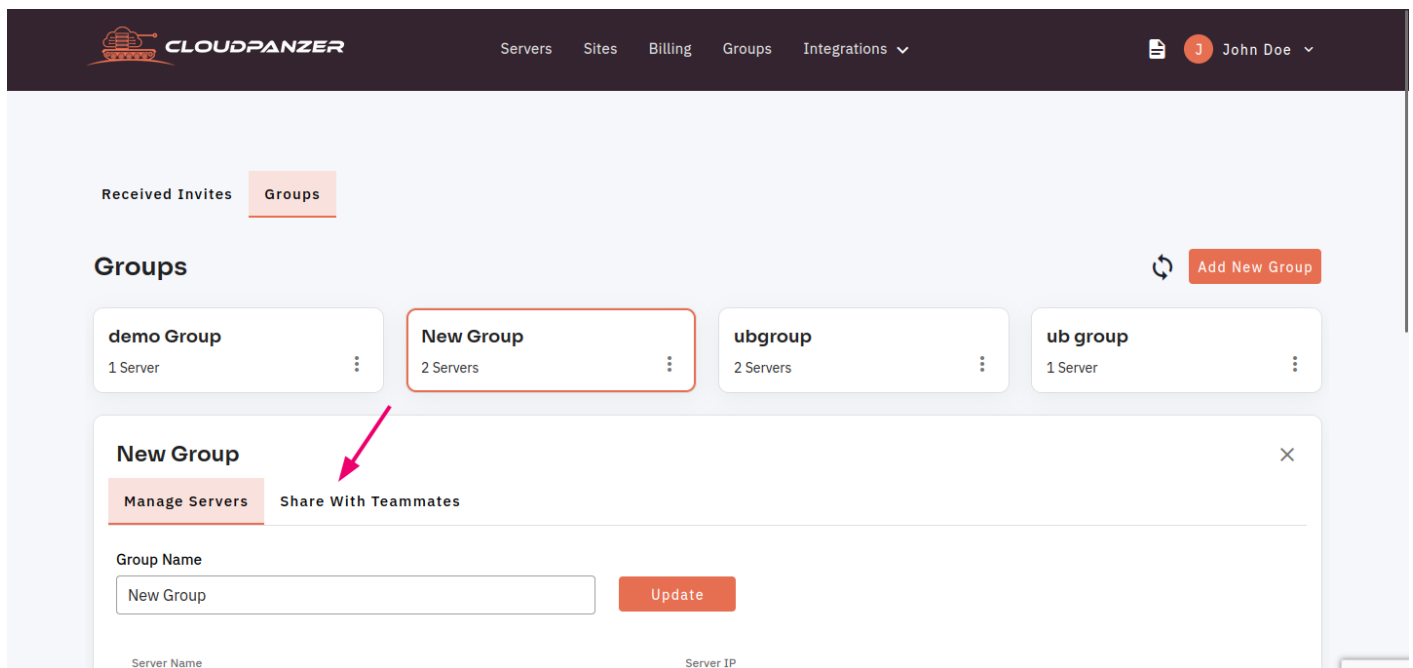 CLOUDPANZER
Servers Sites Billing Groups Integrations
J John Doe
Received Invites Groups
Groups
Add New Group
demo Group
1 Server
New Group
2 Servers
ubgroup
2 Servers
ub group
1 Server
New Group
Manage Servers Share With Teammates
Group Name
New Group
Update
Server Name Server IP